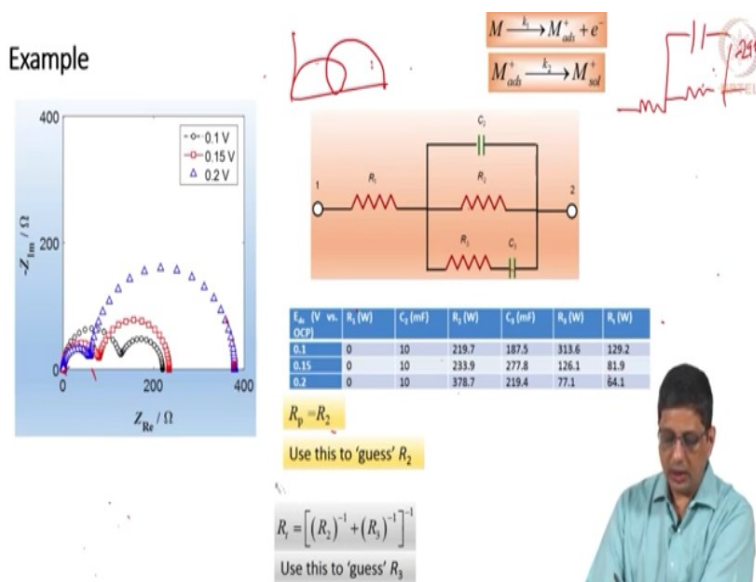 Example
M —k₁→ M⁺ads + e⁻
M⁺ads —k₂→ M⁺sol
400
200
0
0
200
400
-Z Im / Ω
Z Re / Ω
0.1 V
0.15 V
0.2 V
1
R₁
C₂
R₂
R₃
C₃
2
Edc (V vs. OCP) R₁ (W) C₂ (mF) R₂ (W) C₃ (mF) R₃ (W) Rt (W)
0.1 0 10 219.7 187.5 313.6 129.2
0.15 0 10 233.9 277.8 126.1 81.9
0.2 0 10 378.7 219.4 77.1 64.1
Rp = R₂
Use this to 'guess' R₂
Rt = [(R₂)⁻¹ + (R₃)⁻¹]⁻¹
Use this to 'guess' R₃